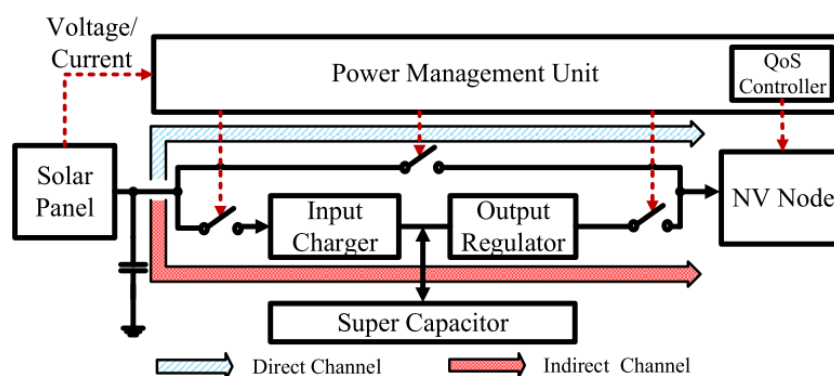 Voltage/
Current
Power Management Unit
QoS
Controller
Solar
Panel
Input
Charger
Output
Regulator
NV Node
Super Capacitor
Direct Channel
Indirect Channel